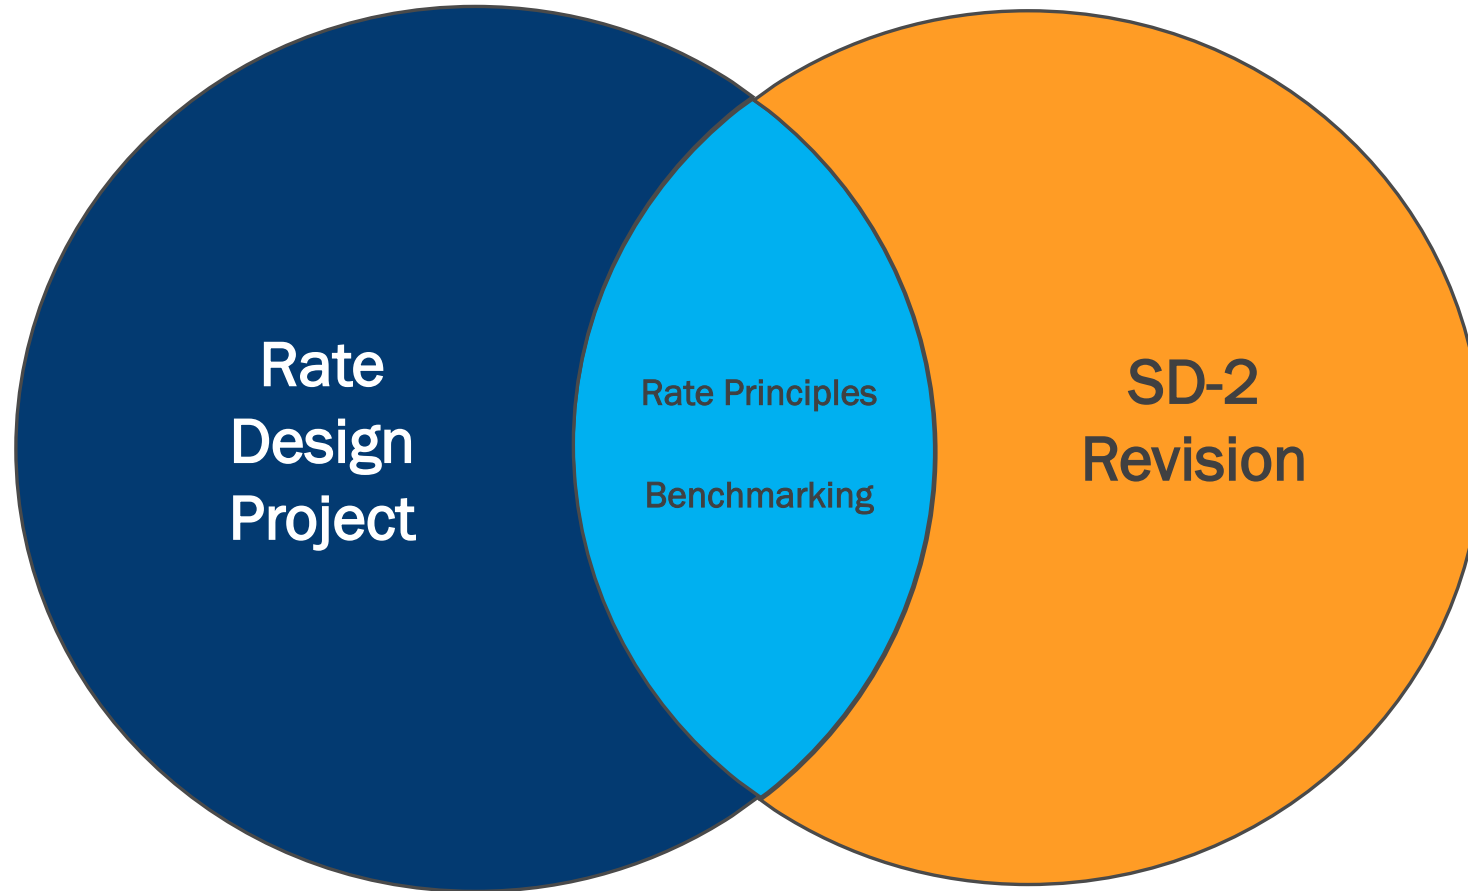 Rate
Design
Project
Rate Principles
Benchmarking
SD-2
Revision